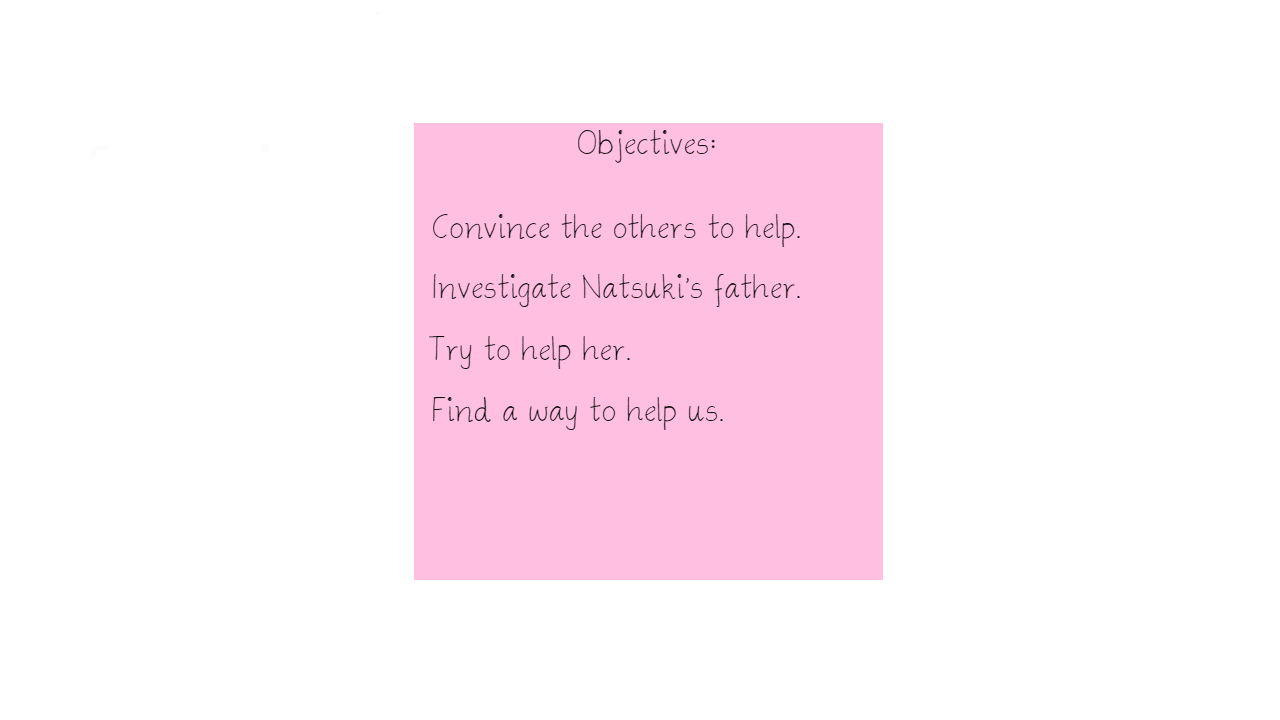 Objectives:
Convince the others to help.
Investigate Natsuki's father.
Try to help her.
Find a way to help us.